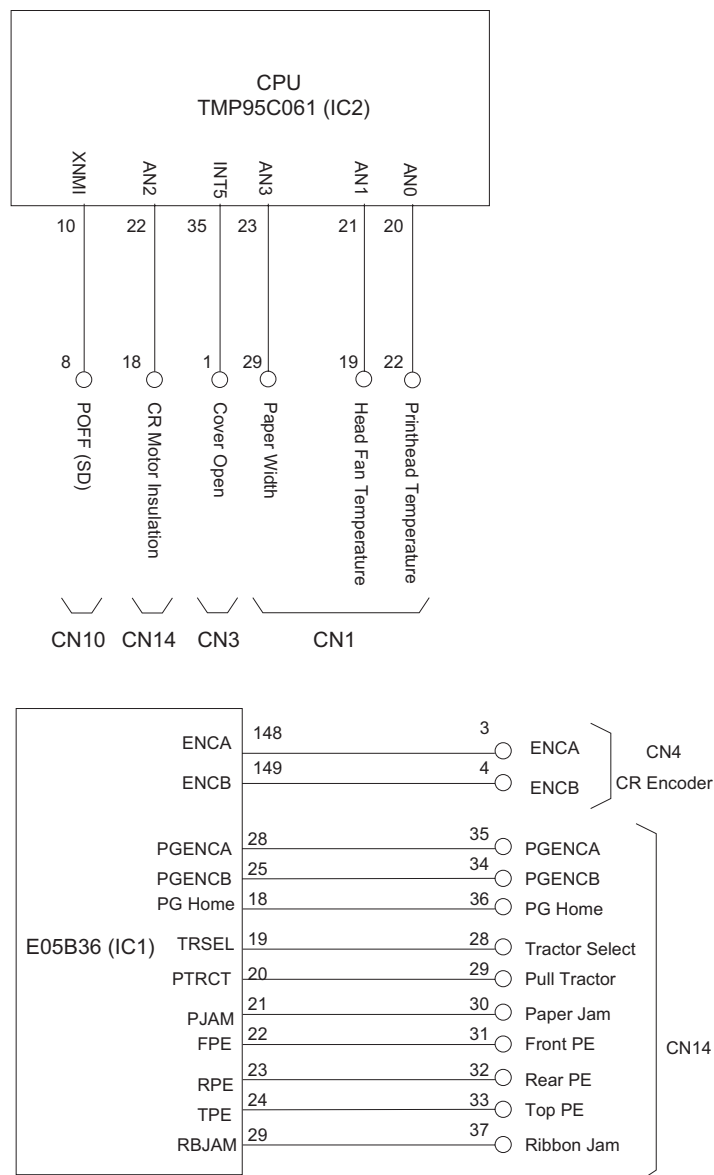 CPU
TMP95C061 (IC2)
XNMI
AN2
INT5
AN3
AN1
AN0
10 22 35 23 21 20
8 18 1 29 19 22
POFF (SD)
CR Motor Insulation
Cover Open
Paper Width
Head Fan Temperature
Printhead Temperature
CN10 CN14 CN3 CN1
E05B36 (IC1)
ENCA 148 3 ENCA
ENCB 149 4 ENCB
CN4
CR Encoder
PGENCA 28 35 PGENCA
PGENCB 25 34 PGENCB
PG Home 18 36 PG Home
TRSEL 19 28 Tractor Select
PTRCT 20 29 Pull Tractor
PJAM 21 30 Paper Jam
FPE 22 31 Front PE
RPE 23 32 Rear PE
TPE 24 33 Top PE
RBJAM 29 37 Ribbon Jam
CN14